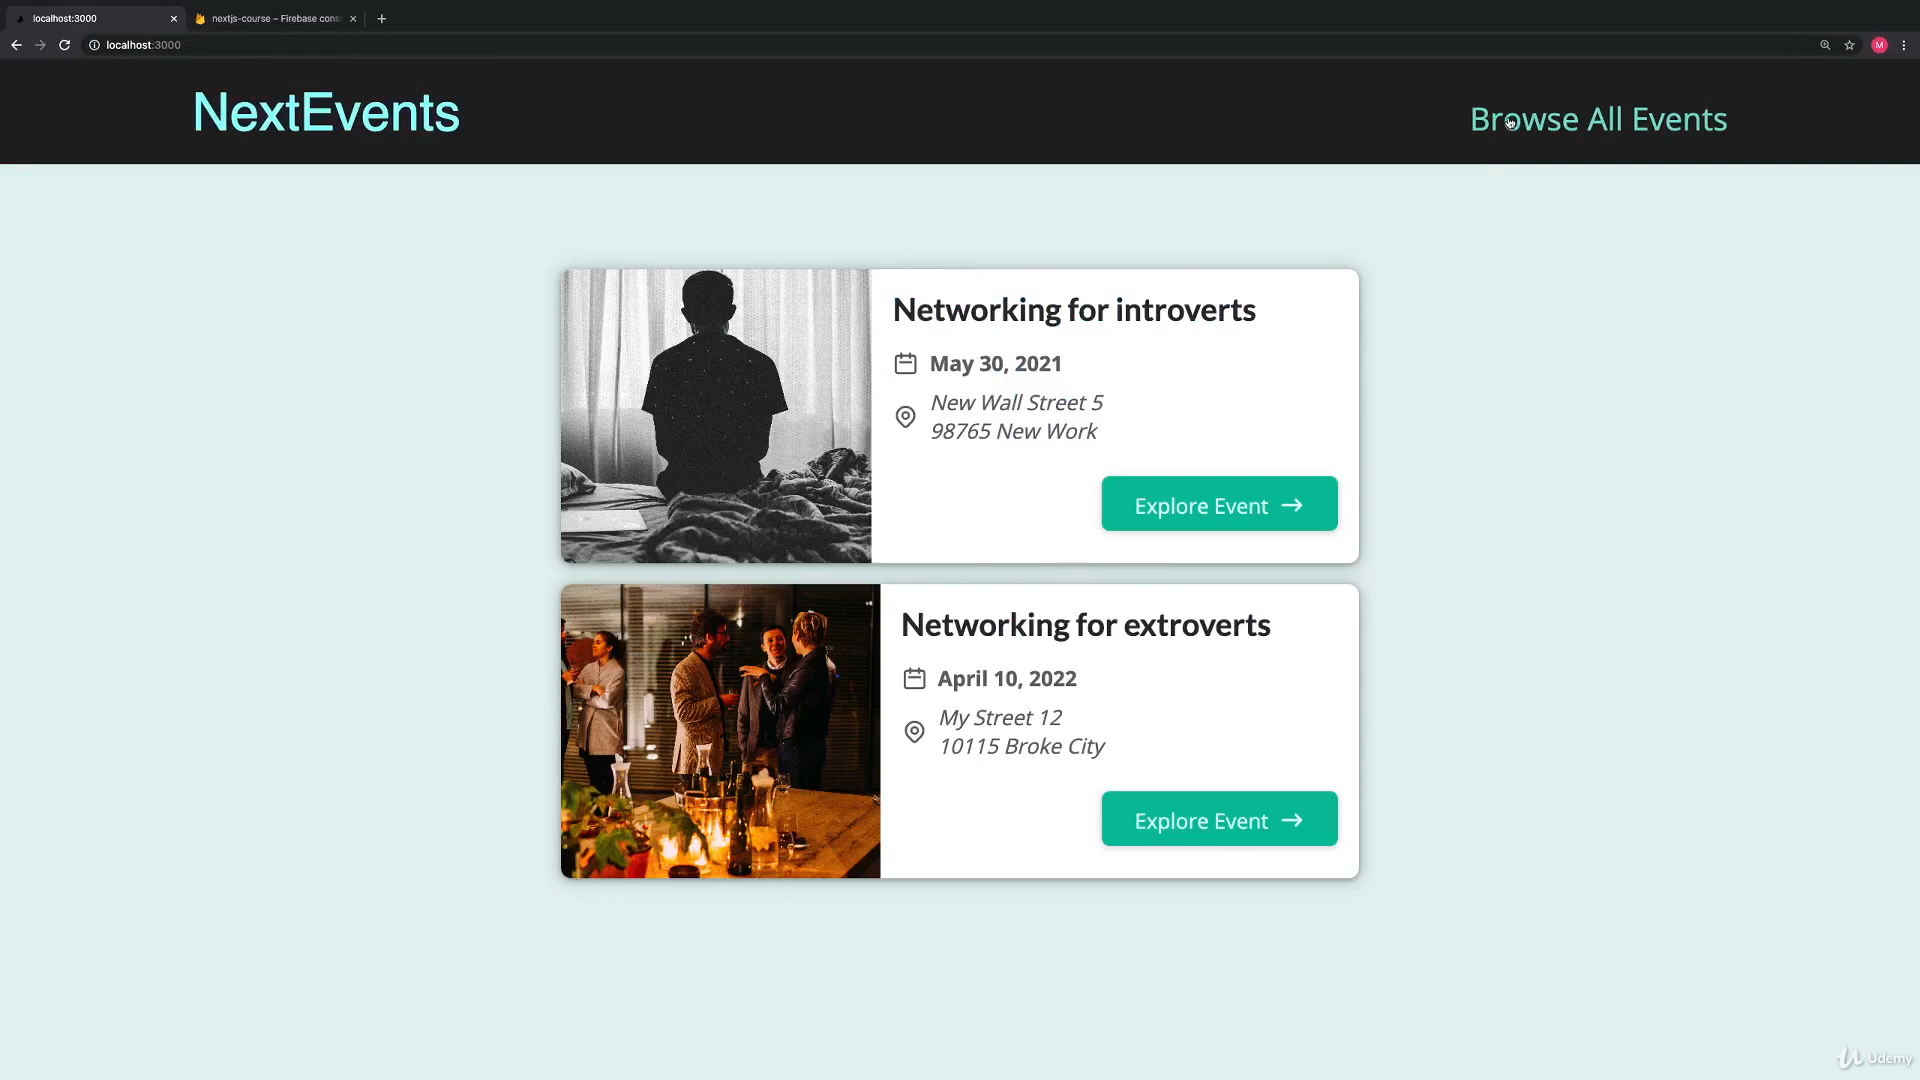 localhost:3000
nextjs-course – Firebase cons
localhost:3000
M
NextEvents
Browse All Events
Networking for introverts
May 30, 2021
New Wall Street 5
98765 New Work
Explore Event
Networking for extroverts
April 10, 2022
My Street 12
10115 Broke City
Explore Event
Udemy